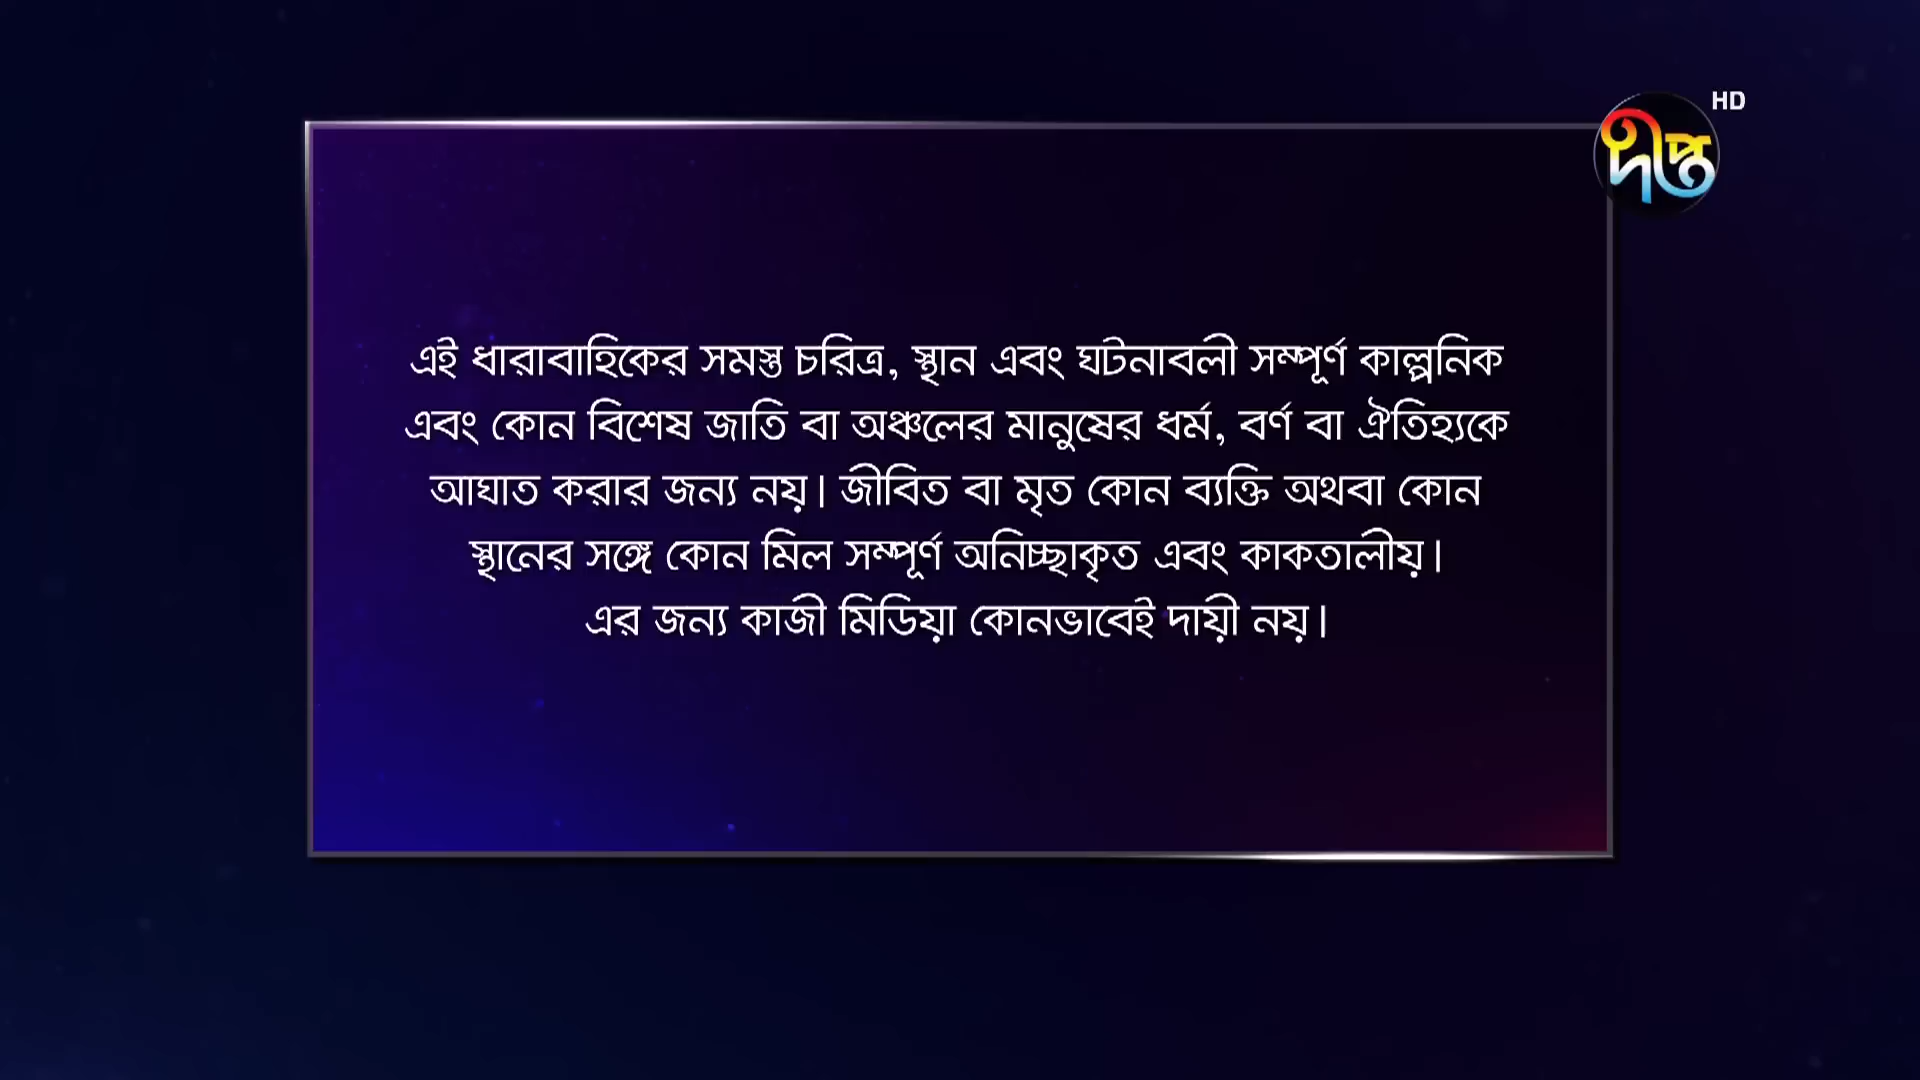 HD
দীপ্ত
এই ধারাবাহিকের সমস্ত চরিত্র, স্থান এবং ঘটনাবলী সম্পূর্ণ কাল্পনিক
এবং কোন বিশেষ জাতি বা অঞ্চলের মানুষের ধর্ম, বর্ণ বা ঐতিহ্যকে
আঘাত করার জন্য নয়। জীবিত বা মৃত কোন ব্যক্তি অথবা কোন
স্থানের সঙ্গে কোন মিল সম্পূর্ণ অনিচ্ছাকৃত এবং কাকতালীয়।
এর জন্য কাজী মিডিয়া কোনভাবেই দায়ী নয়।